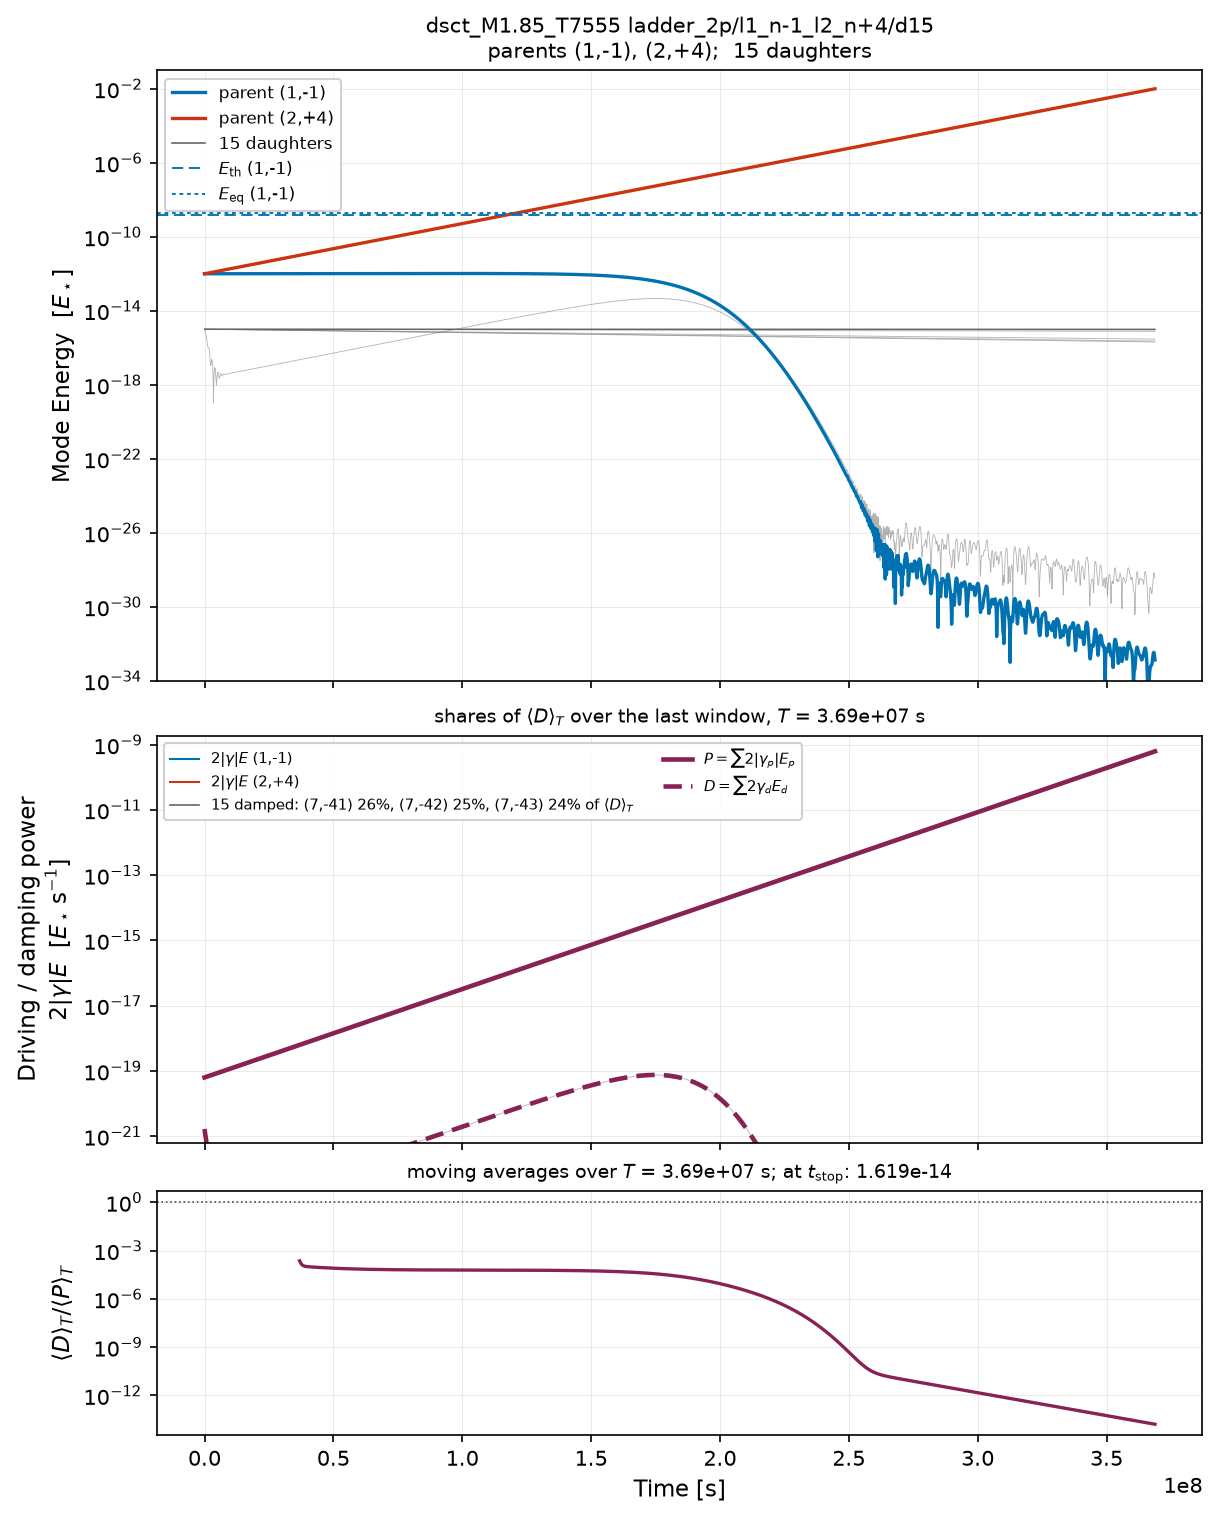 dsct_M1.85_T7555 ladder_2p/l1_n-1_l2_n+4/d15
parents (1,-1), (2,+4);  15 daughters
parent (1,-1)
parent (2,+4)
15 daughters
E_th (1,-1)
E_eq (1,-1)
Mode Energy [E⋆]
10⁻²
10⁻⁶
10⁻¹⁰
10⁻¹⁴
10⁻¹⁸
10⁻²²
10⁻²⁶
10⁻³⁰
10⁻³⁴
shares of ⟨D⟩_T over the last window, T = 3.69e+07 s
2|γ|E (1,-1)
2|γ|E (2,+4)
15 damped: (7,-41) 26%, (7,-42) 25%, (7,-43) 24% of ⟨D⟩_T
P = ∑2|γ_p|E_p
D = ∑2γ_dE_d
Driving / damping power
2|γ|E [E⋆ s⁻¹]
10⁻⁹
10⁻¹¹
10⁻¹³
10⁻¹⁵
10⁻¹⁷
10⁻¹⁹
10⁻²¹
moving averages over T = 3.69e+07 s; at t_stop: 1.619e-14
⟨D⟩_T/⟨P⟩_T
10⁰
10⁻³
10⁻⁶
10⁻⁹
10⁻¹²
0.0 0.5 1.0 1.5 2.0 2.5 3.0 3.5
1e8
Time [s]